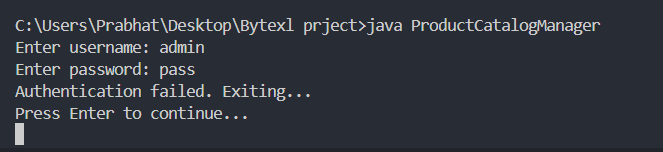 C:\Users\Prabhat\Desktop\Bytexl prject>java ProductCatalogManager
Enter username: admin
Enter password: pass
Authentication failed. Exiting...
Press Enter to continue...